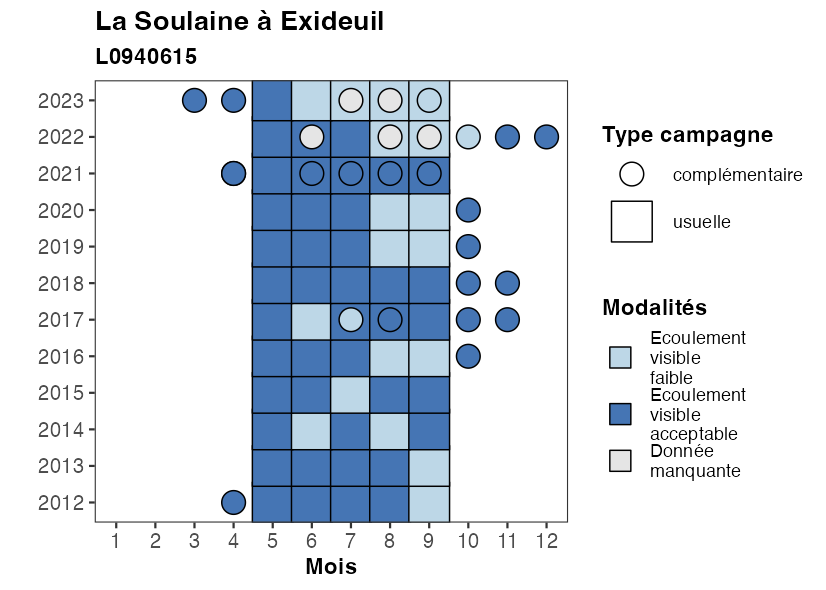 La Soulaine à Exideuil
L0940615
2023
2022
2021
2020
2019
2018
2017
2016
2015
2014
2013
2012
1 2 3 4 5 6 7 8 9 10 11 12
Mois
Type campagne
complémentaire
usuelle
Modalités
Ecoulement
visible
faible
Ecoulement
visible
acceptable
Donnée
manquante